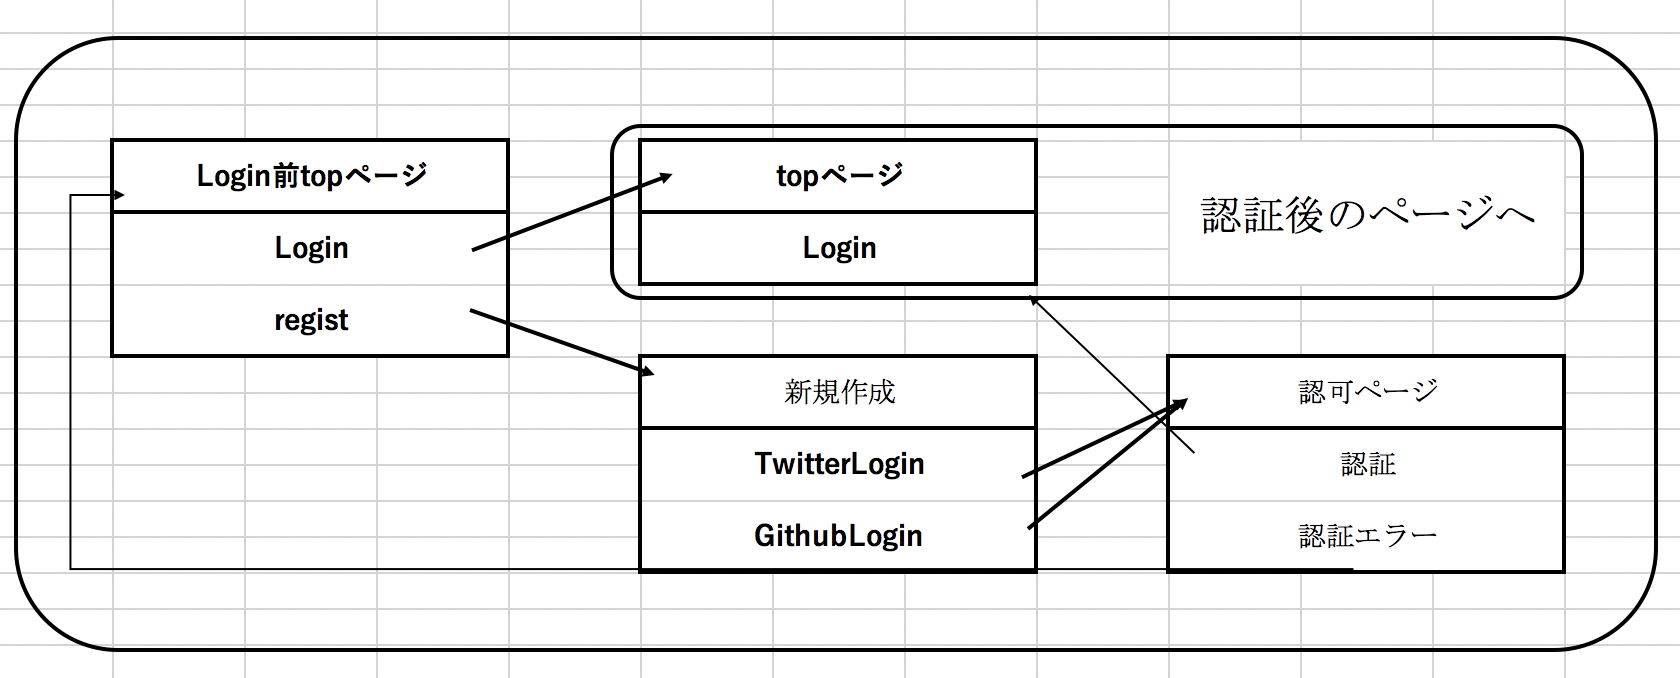 Login前topページ
Login
regist
topページ
Login
認証後のページへ
新規作成
TwitterLogin
GithubLogin
認可ページ
認証
認証エラー